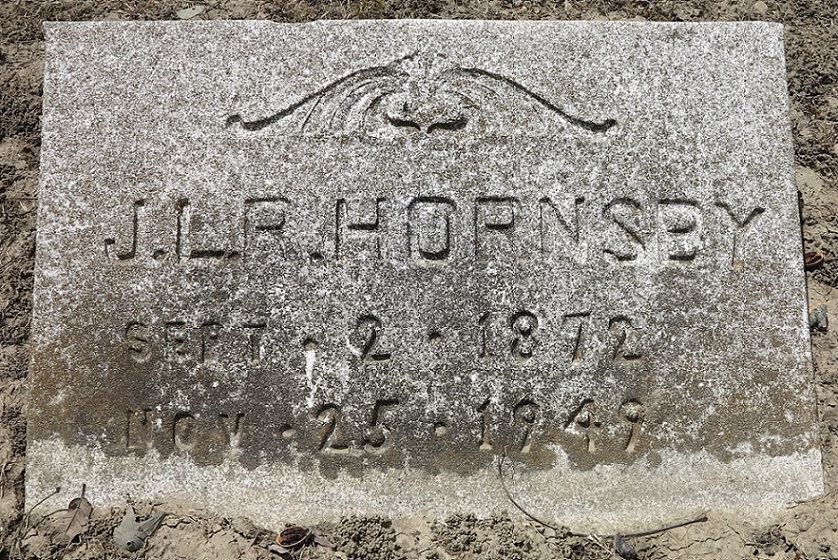 J.L.R. HORNSBY
SEPT · 2 · 1872
NOV · 25 · 1949